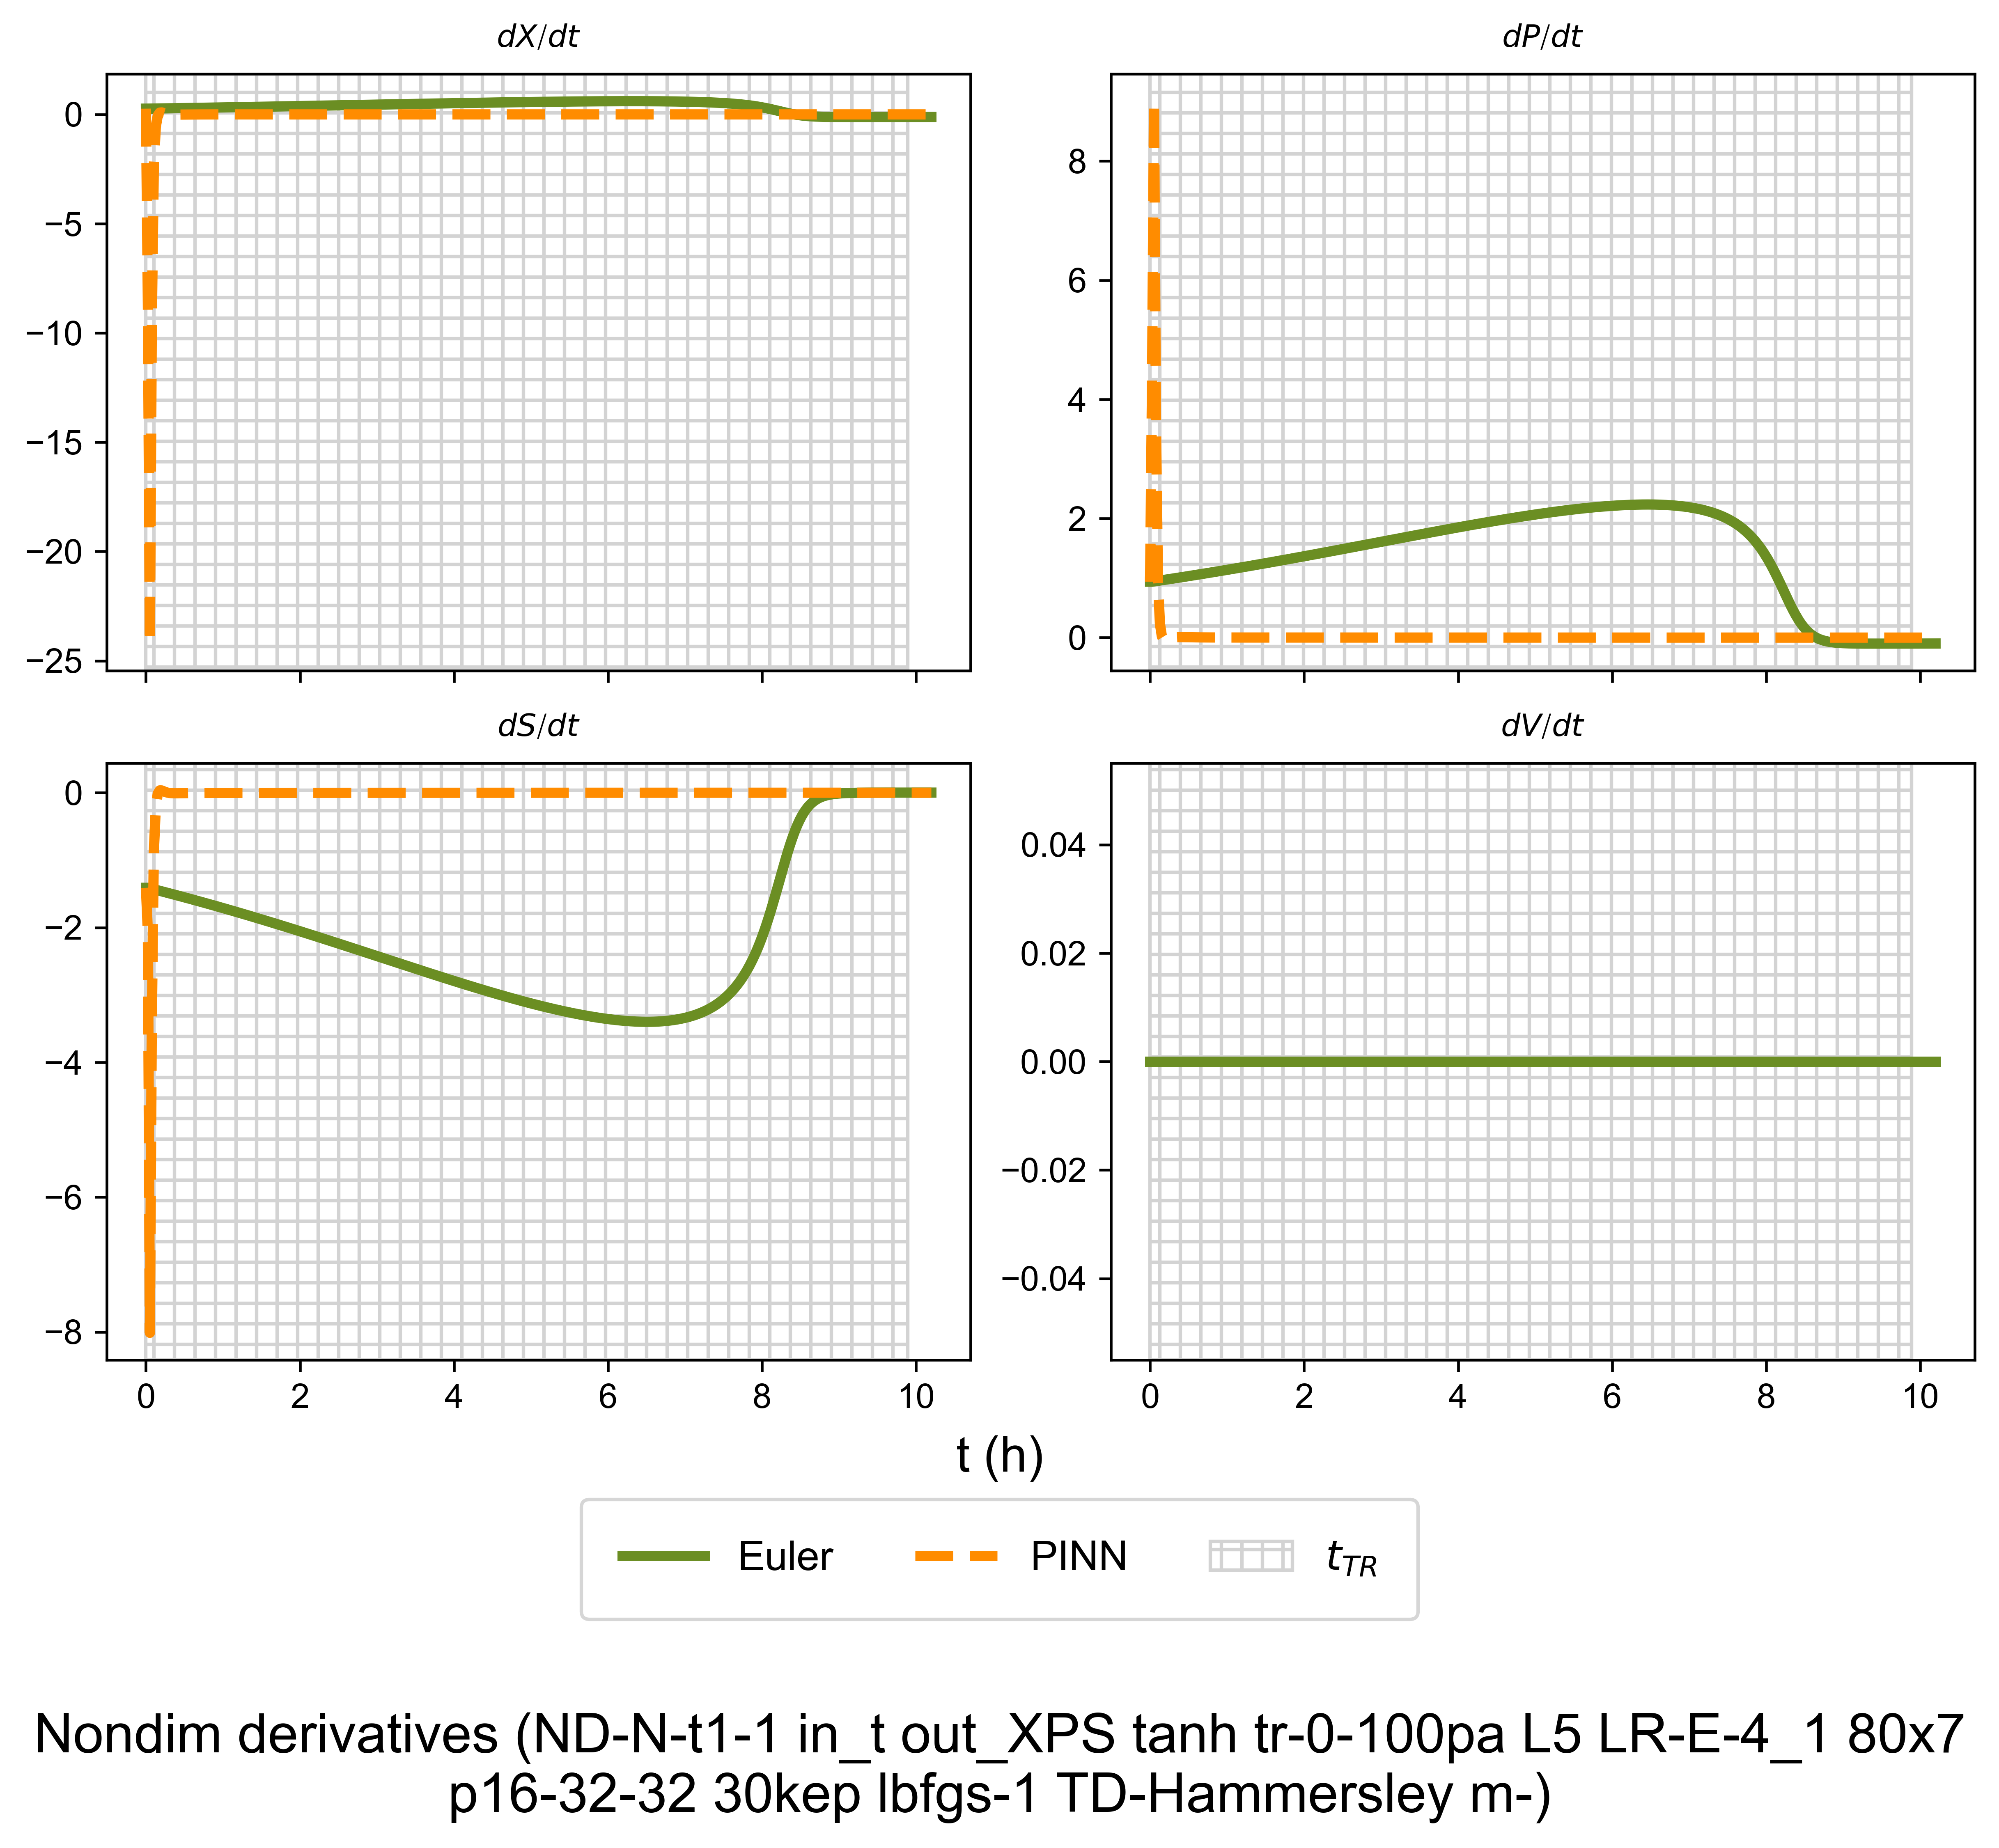 dX/dt
dP/dt
0
−5
−10
−15
−20
−25
8
6
4
2
0
dS/dt
dV/dt
0
−2
−4
−6
−8
0.04
0.02
0.00
−0.02
−0.04
0 2 4 6 8 10
0 2 4 6 8 10
t (h)
Euler PINN t_{TR}
Nondim derivatives (ND-N-t1-1 in_t out_XPS tanh tr-0-100pa L5 LR-E-4_1 80x7
p16-32-32 30kep lbfgs-1 TD-Hammersley m-)